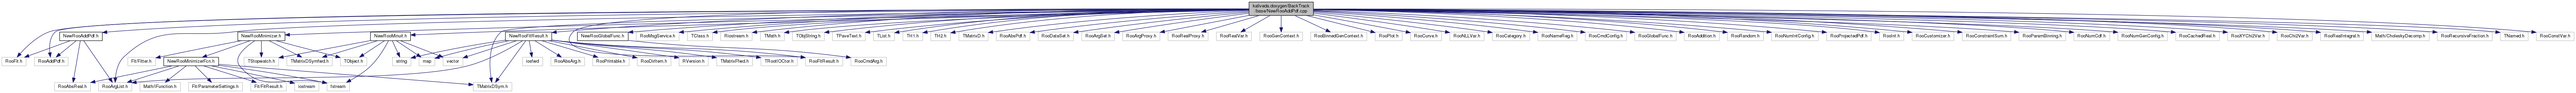 kaliveda.doxygen/BackTrack
/base/NewRooAddPdf.cpp
NewRooAddPdf.h
NewRooMinimizer.h
NewRooMinuit.h
NewRooFitResult.h
NewRooGlobalFunc.h
RooMsgService.h
TClass.h
Riostream.h
TMath.h
TObjString.h
TPaveText.h
TList.h
TH1.h
TH2.h
TMatrixD.h
RooAbsPdf.h
RooDataSet.h
RooArgSet.h
RooArgProxy.h
RooRealProxy.h
RooRealVar.h
RooGenContext.h
RooBinnedGenContext.h
RooPlot.h
RooCurve.h
RooNLLVar.h
RooCategory.h
RooNameReg.h
RooCmdConfig.h
RooGlobalFunc.h
RooAddition.h
RooRandom.h
RooNumIntConfig.h
RooProjectedPdf.h
RooInt.h
RooCustomizer.h
RooConstraintSum.h
RooParamBinning.h
RooNumCdf.h
RooNumGenConfig.h
RooCachedReal.h
RooXYChi2Var.h
RooChi2Var.h
RooRealIntegral.h
Math/CholeskyDecomp.h
RooRecursiveFraction.h
TNamed.h
RooConstVar.h
RooFit.h
RooAddPdf.h
Fit/Fitter.h
NewRooMinimizerFcn.h
TStopwatch.h
TMatrixDSymfwd.h
TObject.h
string
map
vector
iosfwd
RooAbsArg.h
RooPrintable.h
RooDirItem.h
RVersion.h
TMatrixFfwd.h
TRootIOCtor.h
RooFitResult.h
RooCmdArg.h
RooAbsReal.h
RooArgList.h
Math/IFunction.h
Fit/ParameterSettings.h
Fit/FitResult.h
iostream
fstream
TMatrixDSym.h